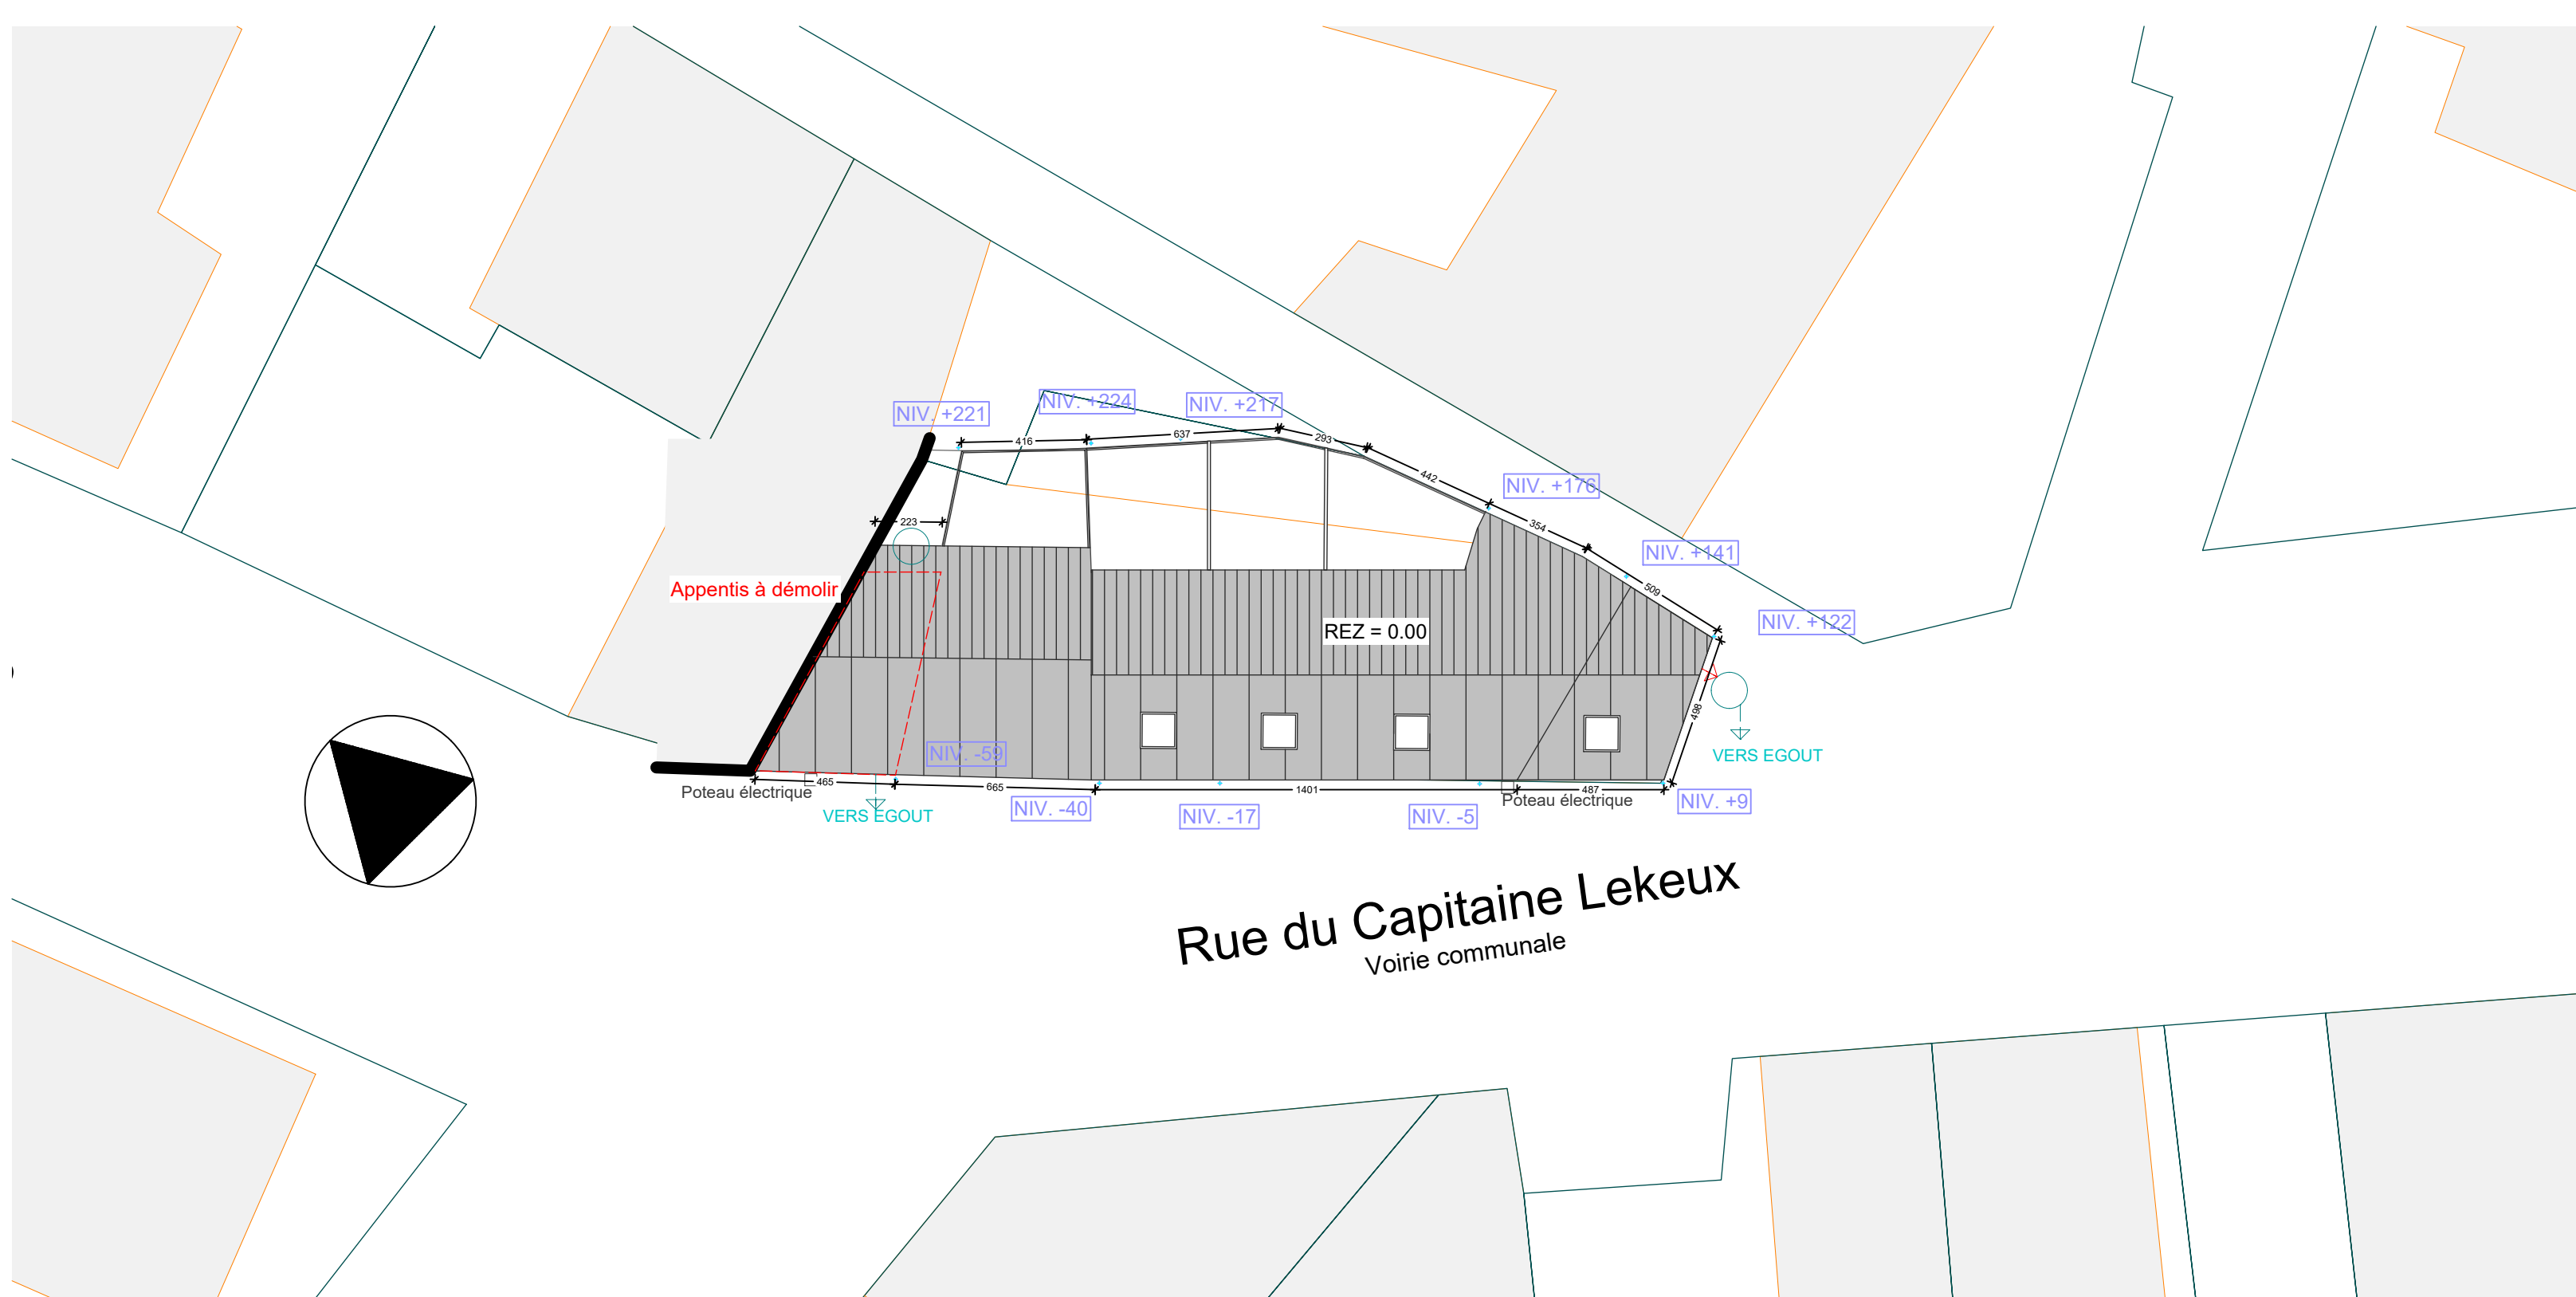 NIV. +221
NIV. +224
NIV. +217
416
637
293
442
NIV. +176
354
223
NIV. +141
509
Appentis à démolir
REZ = 0.00
NIV. +122
498
NIV. -59
VERS EGOUT
465
665
1401
487
Poteau électrique
Poteau électrique
VERS EGOUT
NIV. -40
NIV. -17
NIV. -5
NIV. +9
Rue du Capitaine Lekeux
Voirie communale